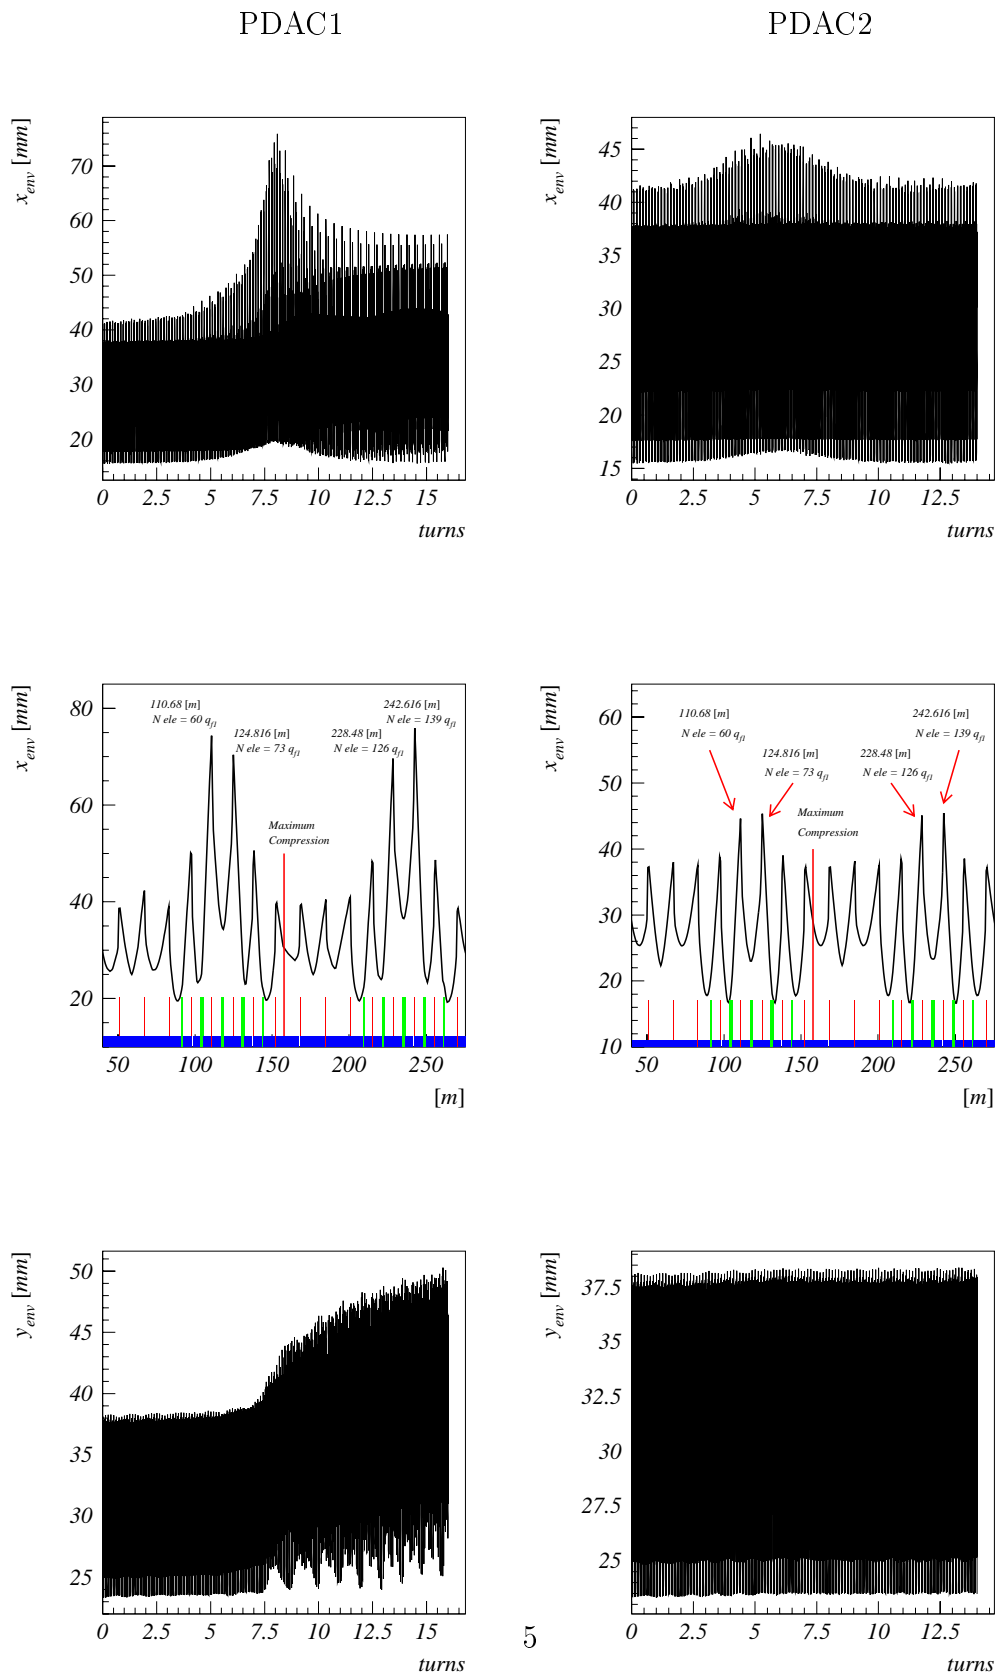 PDAC1
PDAC2
x_env [mm]
70
60
50
40
30
20
0 2.5 5 7.5 10 12.5 15
turns
x_env [mm]
45
40
35
30
25
20
15
0 2.5 5 7.5 10 12.5
turns
x_env [mm]
80
60
40
20
110.68 [m]
N ele = 60 q_f1
124.816 [m]
N ele = 73 q_f1
228.48 [m]
N ele = 126 q_f1
242.616 [m]
N ele = 139 q_f1
Maximum
Compression
50 100 150 200 250
[m]
x_env [mm]
60
50
40
30
20
10
110.68 [m]
N ele = 60 q_f1
124.816 [m]
N ele = 73 q_f1
228.48 [m]
N ele = 126 q_f1
242.616 [m]
N ele = 139 q_f1
Maximum
Compression
50 100 150 200 250
[m]
y_env [mm]
50
45
40
35
30
25
0 2.5 5 7.5 10 12.5 15
turns
y_env [mm]
37.5
35
32.5
30
27.5
25
0 2.5 5 7.5 10 12.5
turns
5